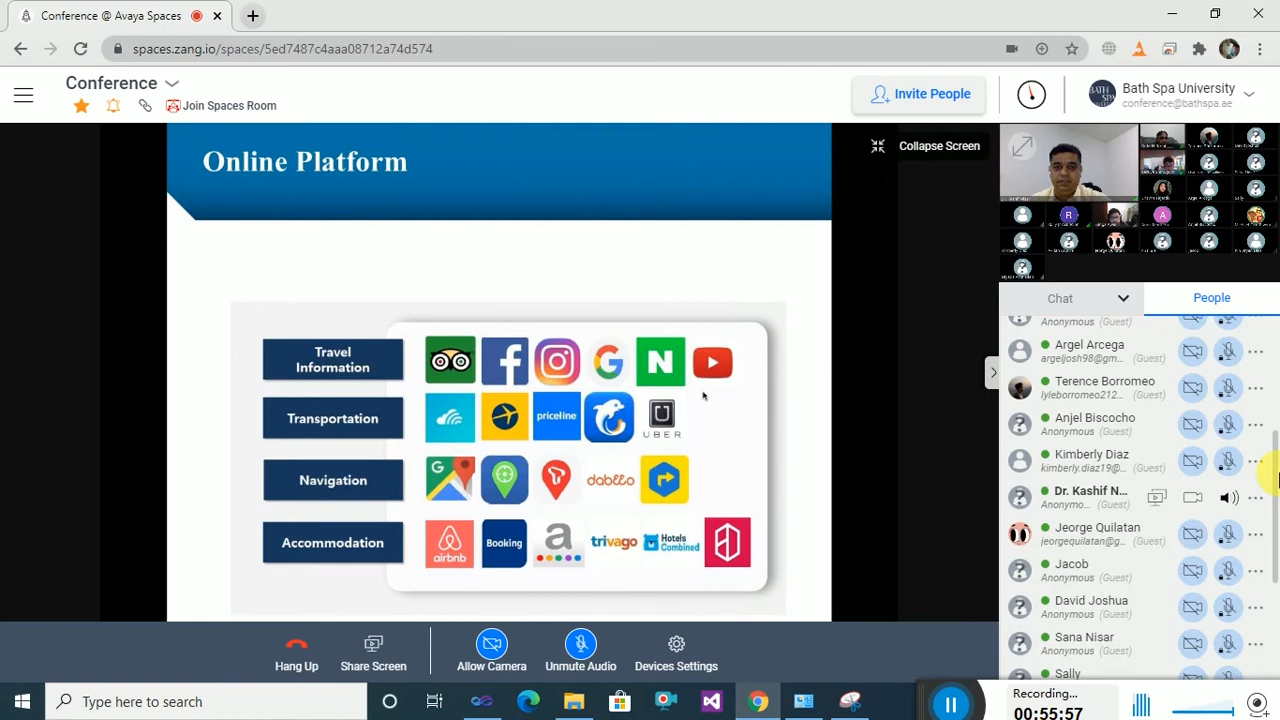 Conference @ Avaya Spaces
spaces.zang.io/spaces/5ed7487c4aaa08712a74d574
Conference
Join Spaces Room
Invite People
Bath Spa University
conference@bathspa.ae
Online Platform
Collapse Screen
Travel
Information
N
Transportation
priceline
UBER
Navigation
dabeeo
Accommodation
airbnb
Booking
a
trivago
Hotels
Combined
R
A
Sally
Chat
People
Anonymous (Guest)
Argel Arcega
argeljosh98@gm... (Guest)
Terence Borromeo
lyleborromeo212... (Guest)
Anjel Biscocho
Anonymous (Guest)
Kimberly Diaz
kimberly.diaz19@... (Guest)
Dr. Kashif N...
Anonymo... (Guest)
Jeorge Quilatan
jeorgequilatan@g... (Guest)
Jacob
Anonymous (Guest)
David Joshua
Anonymous (Guest)
Sana Nisar
Anonymous (Guest)
Sally
Hang Up
Share Screen
Allow Camera
Unmute Audio
Devices Settings
Type here to search
Recording...
00:55:57